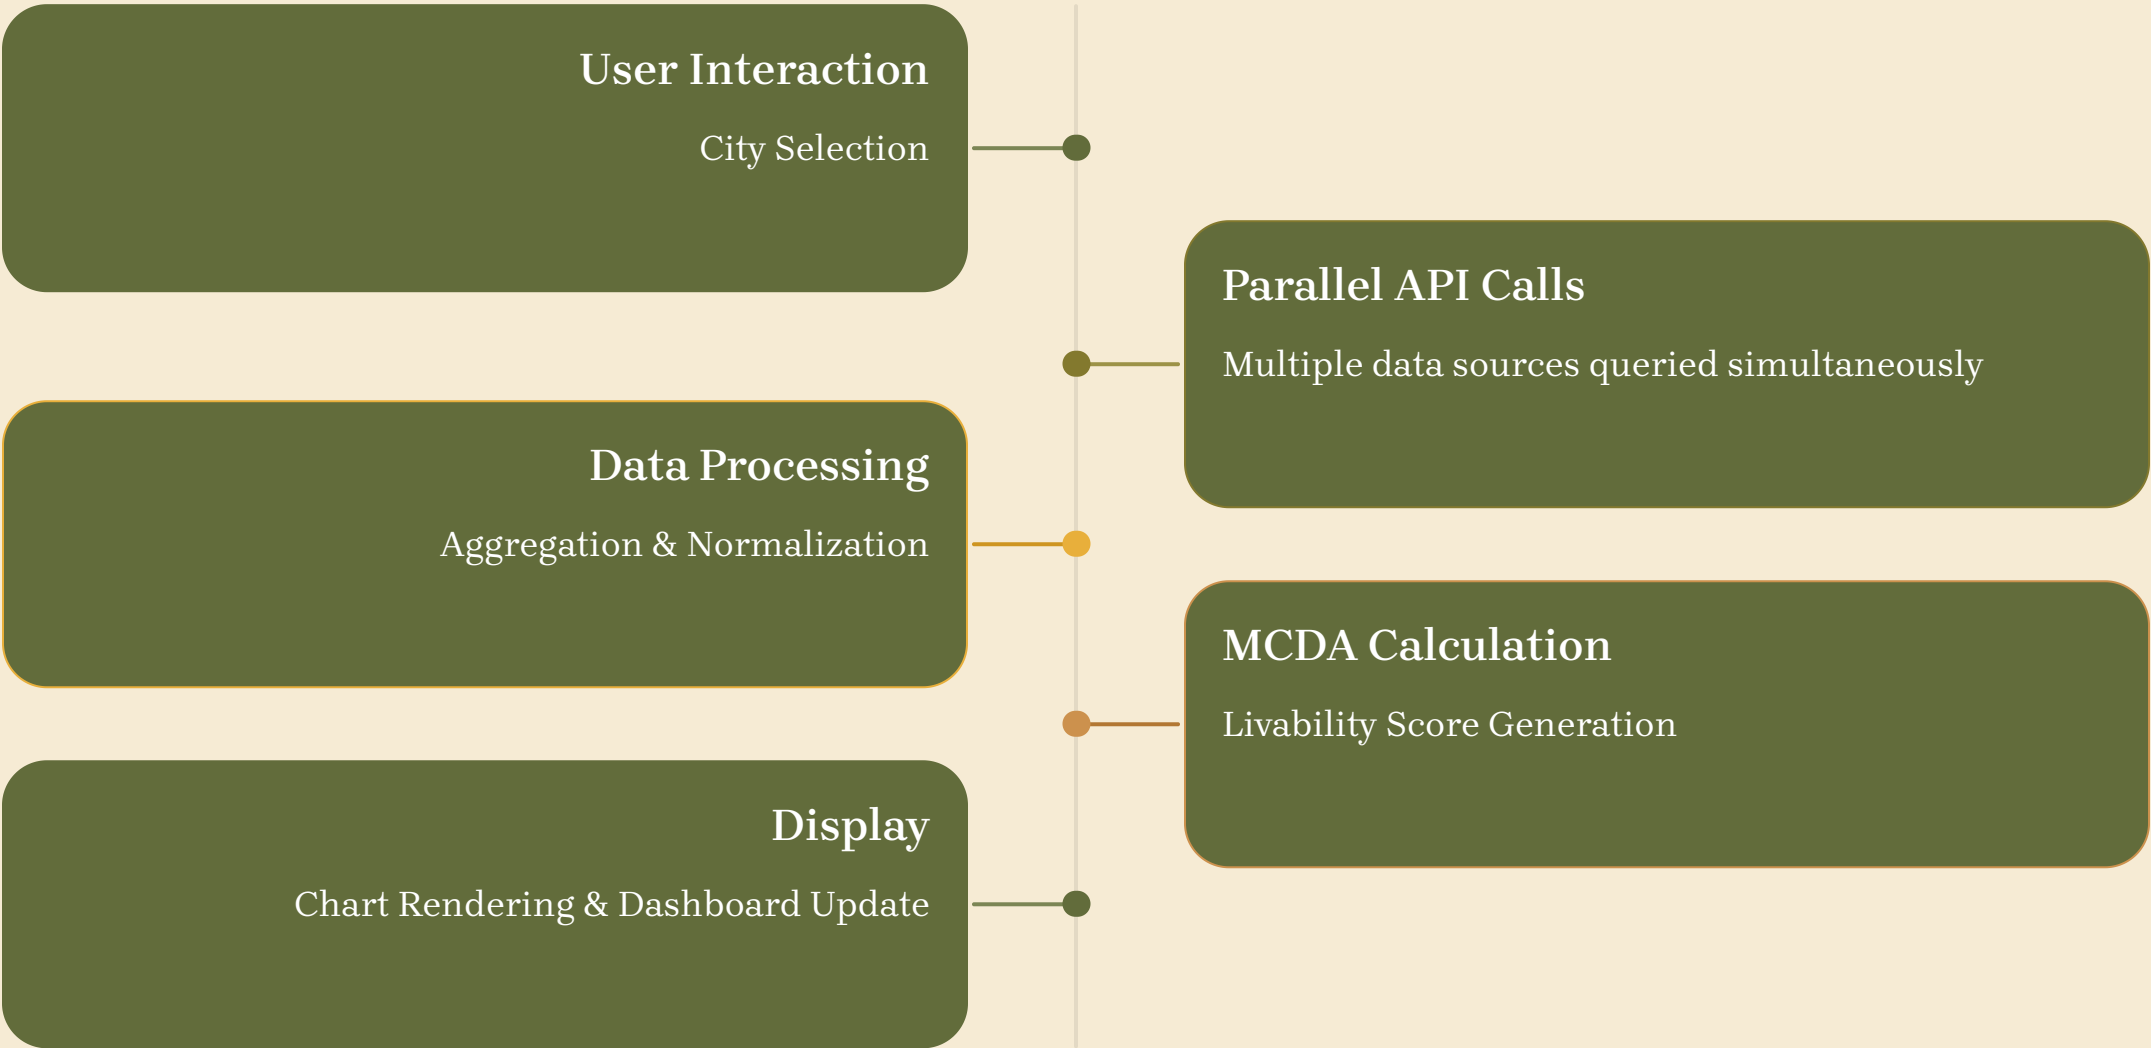 User Interaction
City Selection
Parallel API Calls
Multiple data sources queried simultaneously
Data Processing
Aggregation & Normalization
MCDA Calculation
Livability Score Generation
Display
Chart Rendering & Dashboard Update